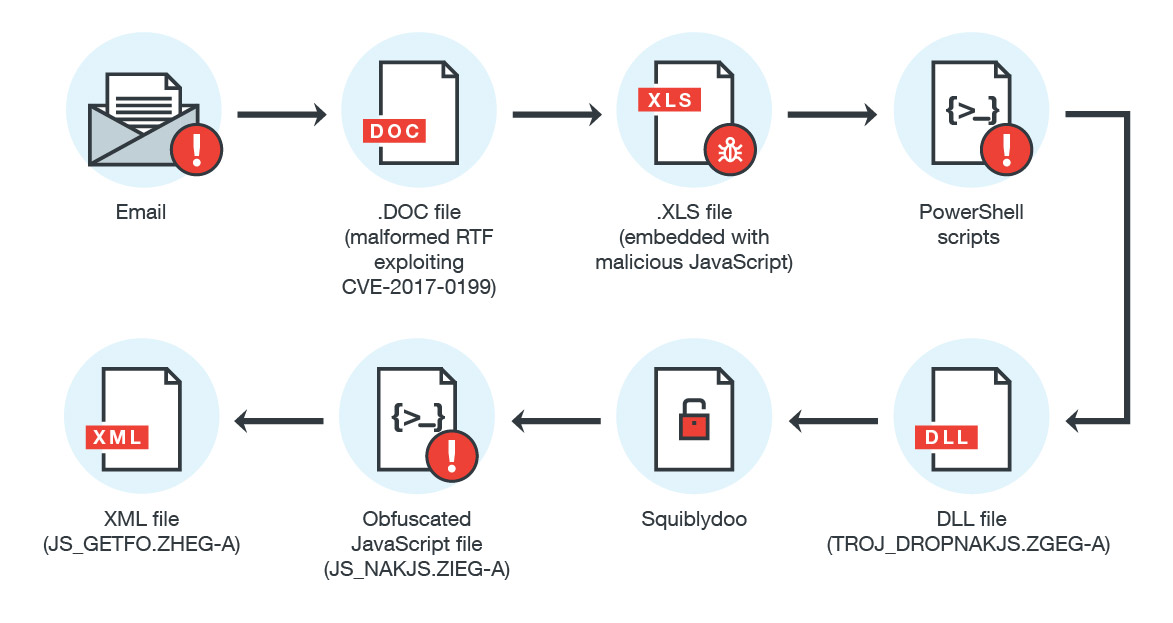 DOC
XLS
{>_}
Email
.DOC file
(malformed RTF
exploiting
CVE-2017-0199)
.XLS file
(embedded with
malicious JavaScript)
PowerShell
scripts
XML
{>_}
DLL
XML file
(JS_GETFO.ZHEG-A)
Obfuscated
JavaScript file
(JS_NAKJS.ZIEG-A)
Squiblydoo
DLL file
(TROJ_DROPNAKJS.ZGEG-A)